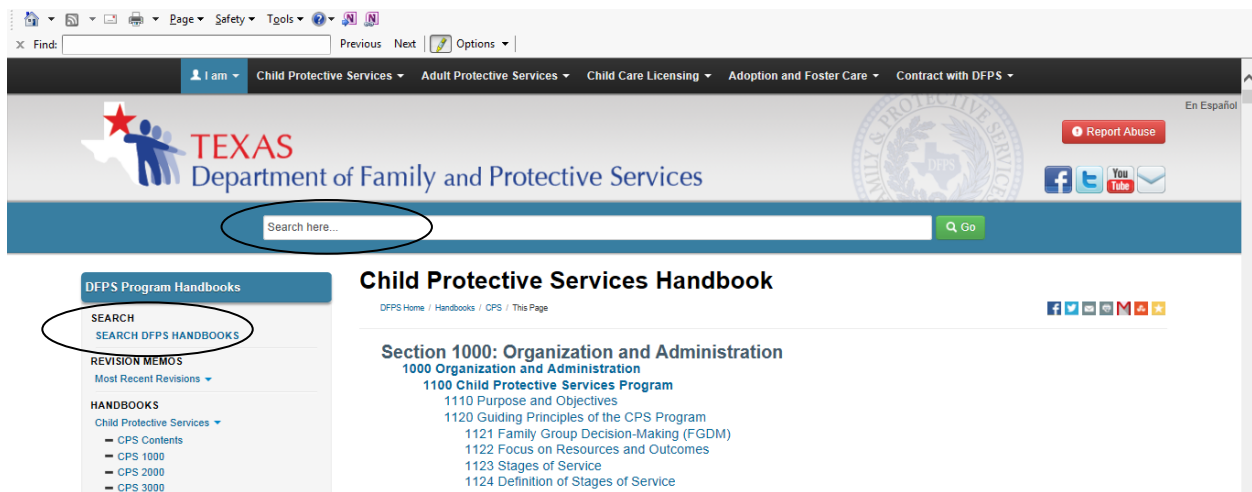 Page Safety Tools
x Find: Previous Next Options
I am Child Protective Services Adult Protective Services Child Care Licensing Adoption and Foster Care Contract with DFPS
En Español
Report Abuse
TEXAS
Department of Family and Protective Services
PROTECTIVE SERVICES
FAMILY &
DFPS
You
Tube
Search here...
Go
DFPS Program Handbooks
SEARCH
SEARCH DFPS HANDBOOKS
REVISION MEMOS
Most Recent Revisions
HANDBOOKS
Child Protective Services
CPS Contents
CPS 1000
CPS 2000
CPS 3000
Child Protective Services Handbook
DFPS Home / Handbooks / CPS / This Page
Section 1000: Organization and Administration
1000 Organization and Administration
1100 Child Protective Services Program
1110 Purpose and Objectives
1120 Guiding Principles of the CPS Program
1121 Family Group Decision-Making (FGDM)
1122 Focus on Resources and Outcomes
1123 Stages of Service
1124 Definition of Stages of Service